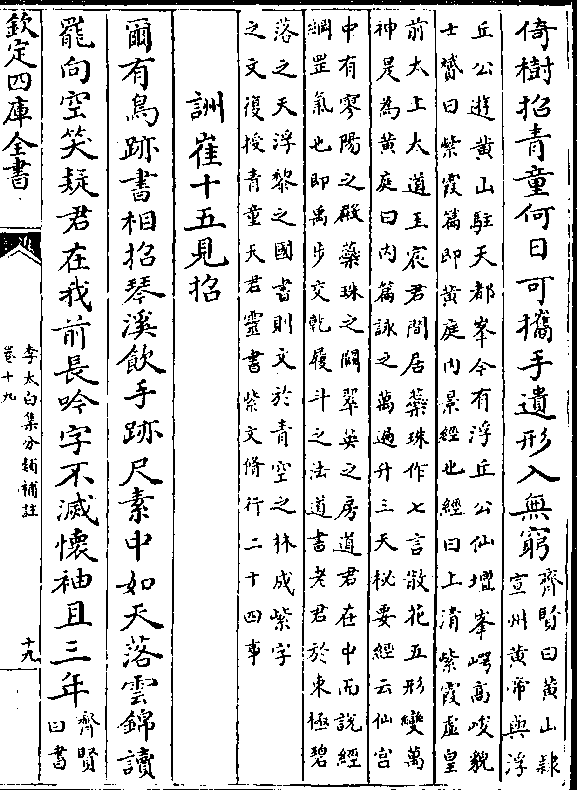 倚樹招青童何日可攜手遺形入無窮
齊賢曰黄山隷
宣州黄帝與浮
丘公遊黄山駐天都峯今有浮丘公仙壇峯㟧高峻貌
士贇曰紫霞篇即黄庭内景經也經曰上清紫霞虚皇
前太上大道玉宸君閒居蘂珠作七言散花五形變萬
神是為黄庭曰内篇詠之萬過升三天秘要經云仙宫
中有寥陽之殿蘂珠之闕翠英之房道君在中而說經
綱罡氣也即禹步交乾履斗之法道書老君於東極碧
落之天浮黎之國書則文於青空之林成紫字
之文復授青童天君靈書紫文脩行二十四事
詶崔十五見招
爾有鳥跡書相招琴溪飲手跡尺素中如天落雲錦讀
罷向空笑疑君在我前長吟字不滅懷袖且三年
齊賢
曰書
欽定四庫全書
李太白集分類補註
卷十九
十九